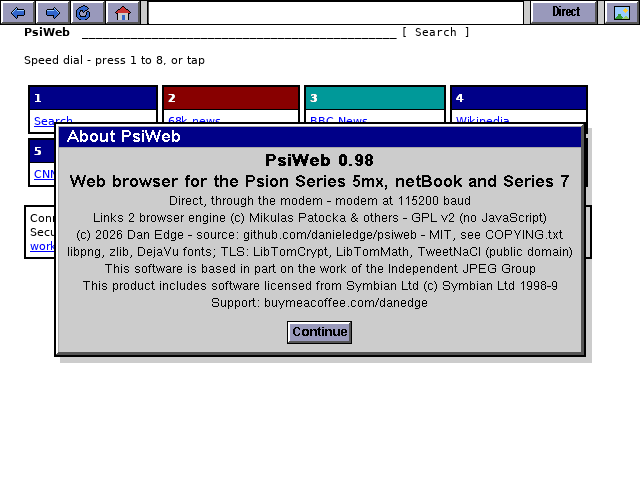 Direct
PsiWeb ________________________________________________ [ Search ]
Speed dial - press 1 to 8, or tap
1 2 3 4
Search 68k news BBC News Wikipedia
5
CNN
About PsiWeb
PsiWeb 0.98
Web browser for the Psion Series 5mx, netBook and Series 7
Direct, through the modem - modem at 115200 baud
Links 2 browser engine (c) Mikulas Patocka & others - GPL v2 (no JavaScript)
(c) 2026 Dan Edge - source: github.com/danieledge/psiweb - MIT, see COPYING.txt
libpng, zlib, DejaVu fonts; TLS: LibTomCrypt, LibTomMath, TweetNaCl (public domain)
This software is based in part on the work of the Independent JPEG Group
This product includes software licensed from Symbian Ltd (c) Symbian Ltd 1998-9
Support: buymeacoffee.com/danedge
Continue